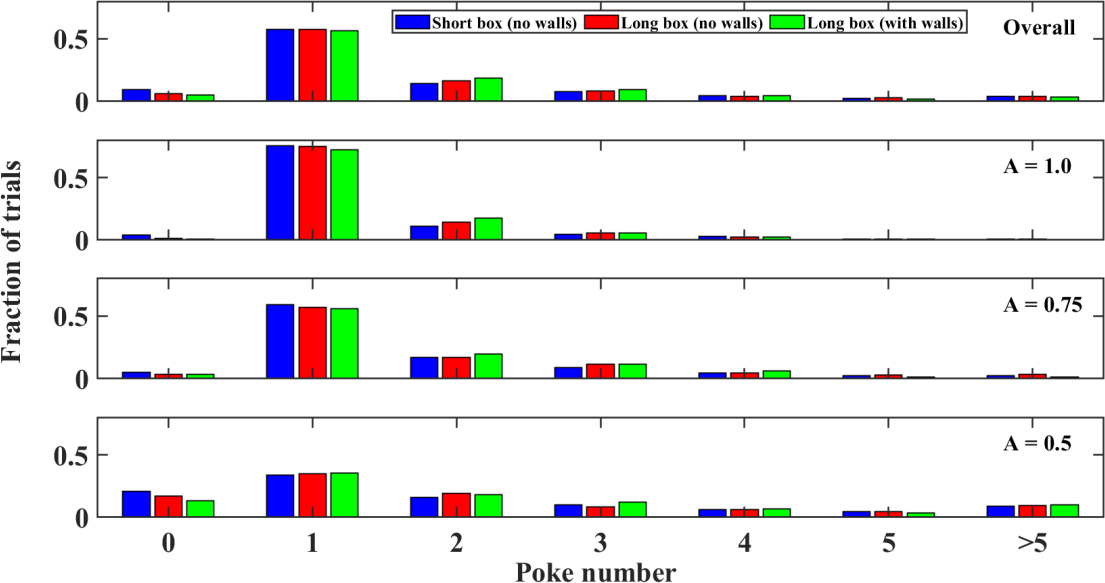 Short box (no walls) Long box (no walls) Long box (with walls)
Overall
0.5
0
A = 1.0
0.5
0
A = 0.75
0.5
0
A = 0.5
0.5
0
0 1 2 3 4 5 >5
Poke number
Fraction of trials